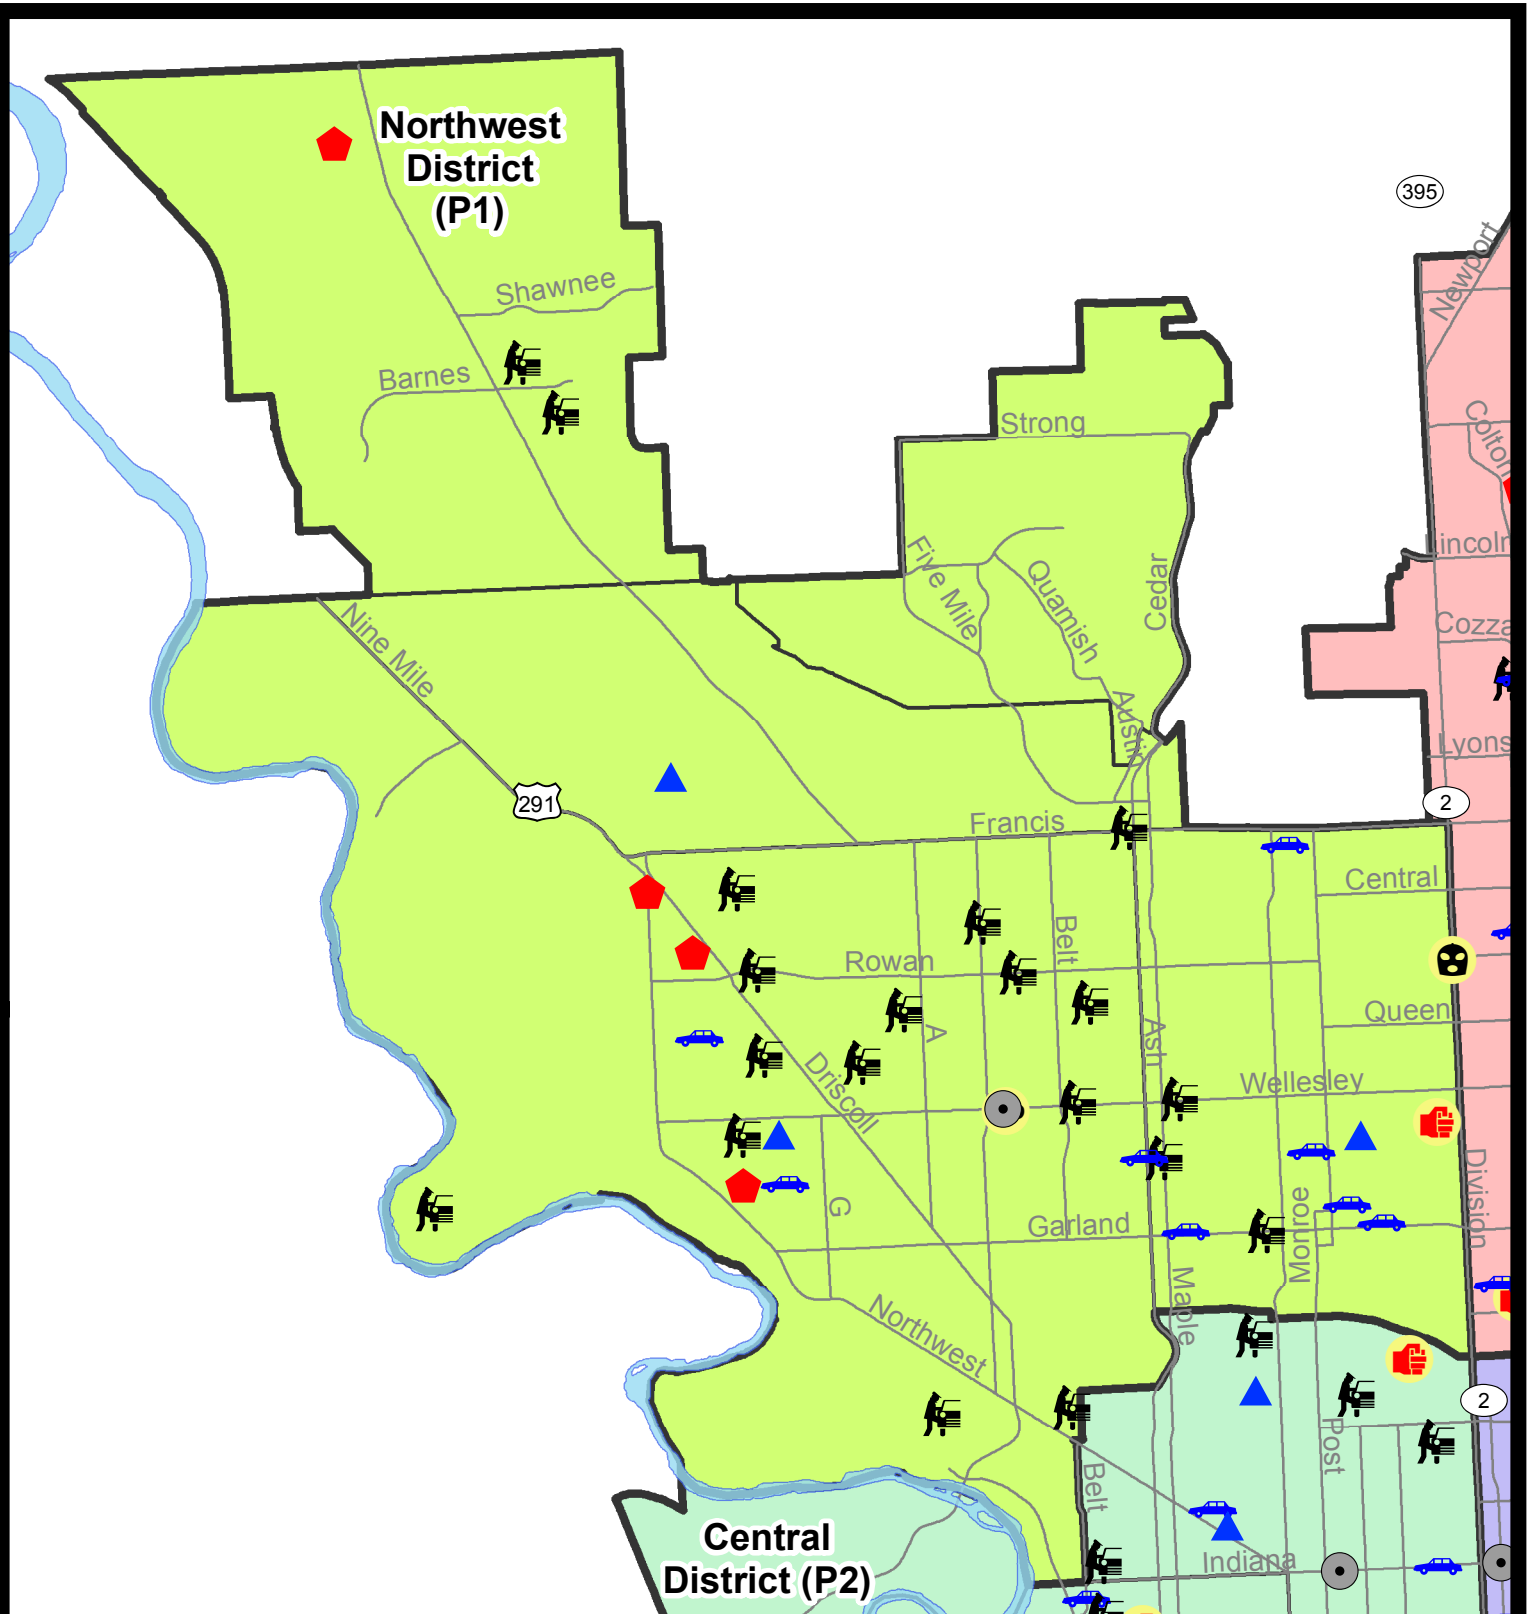 Northwest
District
(P1)
395
Newport
Shawnee
Barnes
Strong
Colton
Lincoln
Five Mile
Quamish
Cedar
Nine Mile
Cozza
Austin
Lyons
291
2
Francis
Central
Belt
Rowan
Queen
A
Ash
Driscoll
Wellesley
G
Garland
Monroe
Division
Maple
Northwest
2
Post
Belt
Central
District (P2)
Indiana